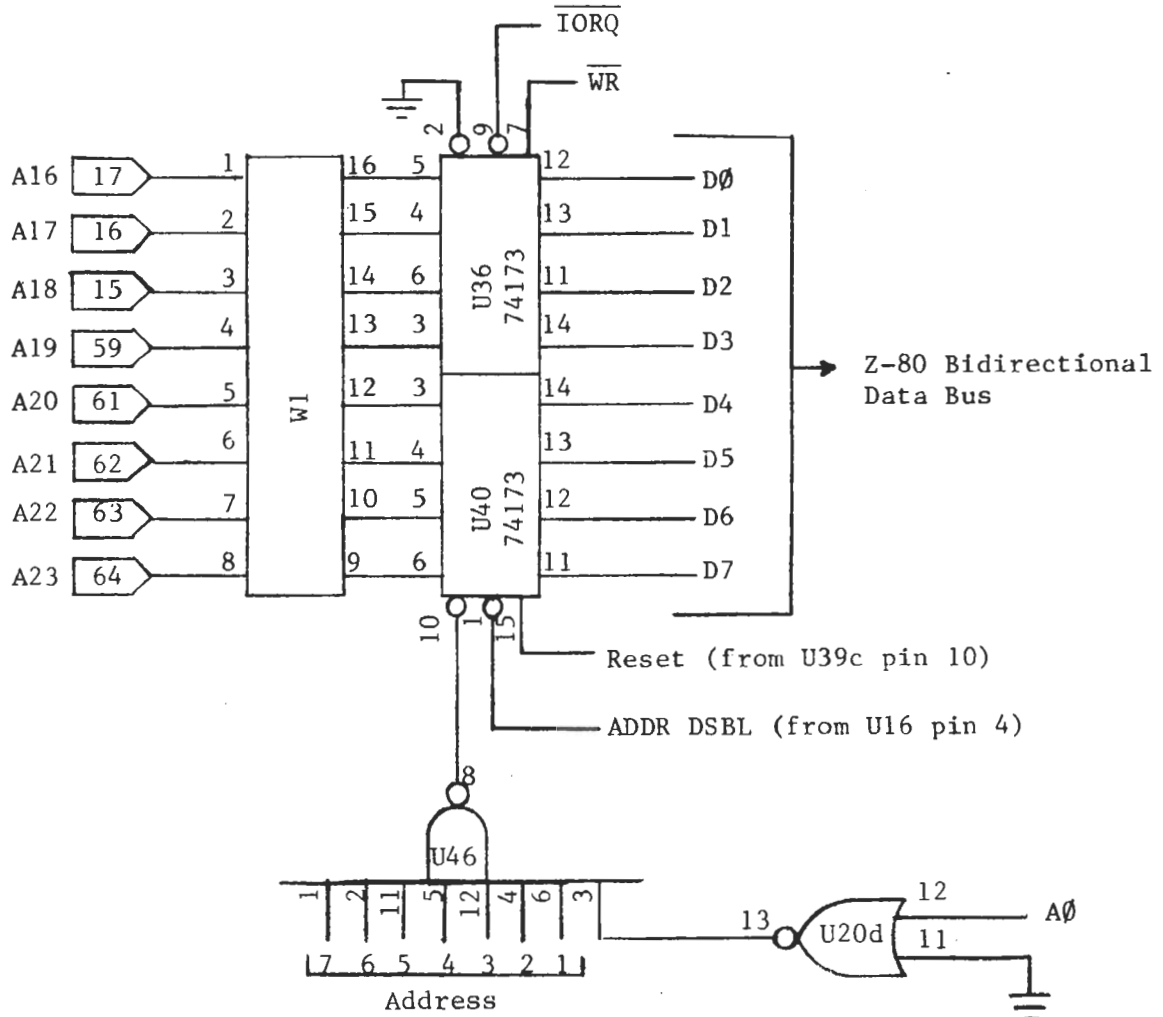 IORQ
WR
2 9 7
A16 17 1 16 5 12 DØ
A17 16 2 15 4 13 D1
A18 15 3 14 6 11 D2
A19 59 4 13 3 14 D3
A20 61 5 12 3 14 D4
A21 62 6 11 4 13 D5
A22 63 7 10 5 12 D6
A23 64 8 9 6 11 D7
W1
U36
74173
U40
74173
Z-80 Bidirectional
Data Bus
10 1 15
Reset (from U39c pin 10)
ADDR DSBL (from U16 pin 4)
8
U46
1 2 11 5 12 4 6 3
7 6 5 4 3 2 1
Address
13 U20d 12 AØ
11